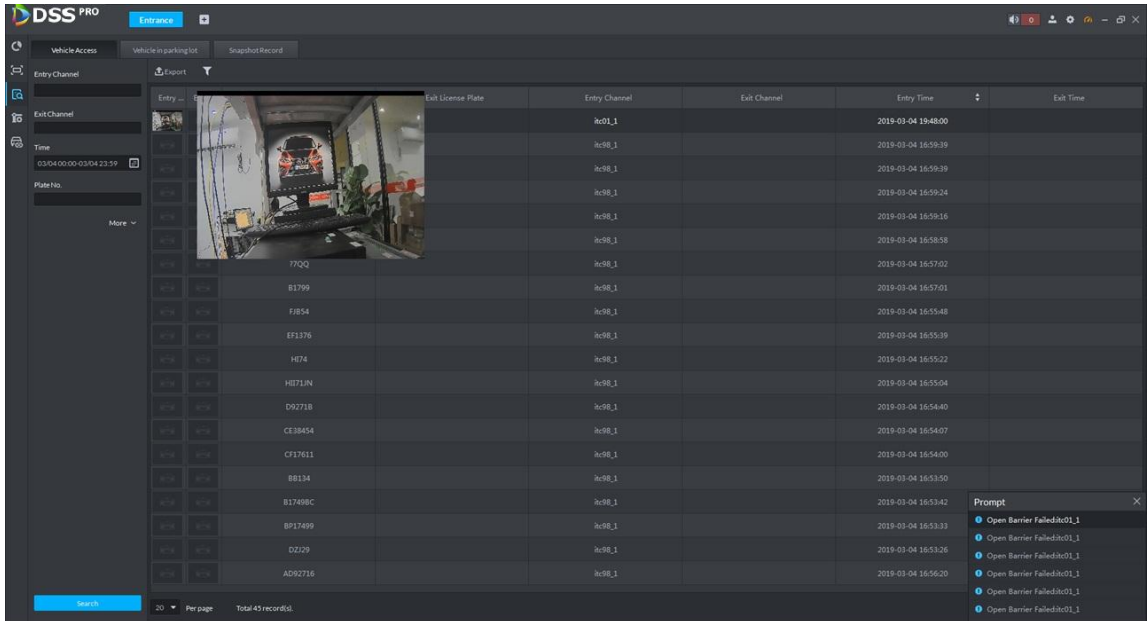 DSS PRO
Entrance
0
Vehicle Access
Vehicle in parking lot
Snapshot Record
Entry Channel
Exit Channel
Time
03/04 00:00-03/04 23:59
Plate No.
More
Search
Export
Entry ... Exit License Plate Entry Channel Exit Channel Entry Time Exit Time
itc01_1 2019-03-04 19:48:00
itc98_1 2019-03-04 16:59:39
itc98_1 2019-03-04 16:59:39
itc98_1 2019-03-04 16:59:24
itc98_1 2019-03-04 16:59:16
itc98_1 2019-03-04 16:58:58
77QQ itc98_1 2019-03-04 16:57:02
B1799 itc98_1 2019-03-04 16:57:01
FJB54 itc98_1 2019-03-04 16:55:48
EF1376 itc98_1 2019-03-04 16:55:39
HI74 itc98_1 2019-03-04 16:55:22
HII71JN itc98_1 2019-03-04 16:55:04
D9271B itc98_1 2019-03-04 16:54:40
CE38454 itc98_1 2019-03-04 16:54:07
CF17611 itc98_1 2019-03-04 16:54:00
BB134 itc98_1 2019-03-04 16:53:50
B17498C itc98_1 2019-03-04 16:53:42
BP17499 itc98_1 2019-03-04 16:53:33
DZJ29 itc98_1 2019-03-04 16:53:26
AD92716 itc98_1 2019-03-04 16:56:20
20 Per page Total 45 record(s).
Prompt
Open Barrier Failed:itc01_1
Open Barrier Failed:itc01_1
Open Barrier Failed:itc01_1
Open Barrier Failed:itc01_1
Open Barrier Failed:itc01_1
Open Barrier Failed:itc01_1